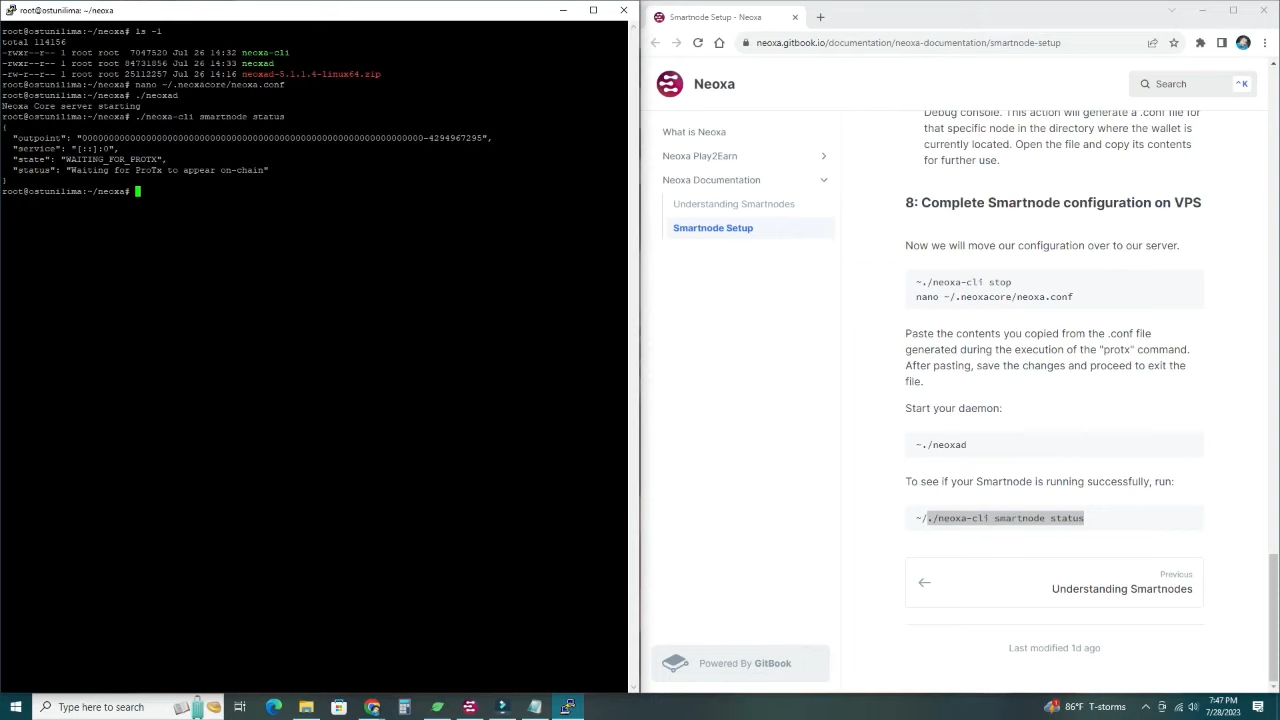 root@ostunilima: ~/neoxa
root@ostunilima:~/neoxa# ls -l
total 114156
-rwxr--r-- 1 root root  7047520 Jul 26 14:32 neoxa-cli
-rwxr--r-- 1 root root 84731856 Jul 26 14:33 neoxad
-rw-r--r-- 1 root root 25112257 Jul 26 14:16 neoxad-5.1.1.4-linux64.zip
root@ostunilima:~/neoxa# nano ~/.neoxacore/neoxa.conf
root@ostunilima:~/neoxa# ./neoxad
Neoxa Core server starting
root@ostunilima:~/neoxa# ./neoxa-cli smartnode status
{
"outpoint": "0000000000000000000000000000000000000000000000000000000000000000-4294967295",
"service": "[::]:0",
"state": "WAITING_FOR_PROTX",
"status": "Waiting for ProTx to appear on-chain"
}
root@ostunilima:~/neoxa#
Smartnode Setup - Neoxa
neoxa.gitbook.io/documentation/neoxa-documentation/smartnode-setup
Neoxa
Search
^K
What is Neoxa
Neoxa Play2Earn
Neoxa Documentation
Understanding Smartnodes
Smartnode Setup
Debug console. This action will generate a .conf file for
that specific node in the directory where the wallet is
currently located. Open the file and copy its contents
for further use.
8: Complete Smartnode configuration on VPS
Now we will move our configuration over to our server.
~./neoxa-cli stop
nano ~/.neoxacore/neoxa.conf
Paste the contents you copied from the .conf file
generated during the execution of the "protx" command.
After pasting, save the changes and proceed to exit the
file.
Start your daemon:
~./neoxad
To see if your Smartnode is running successfully, run:
~/./neoxa-cli smartnode status
Previous
Understanding Smartnodes
Last modified 1d ago
Powered By GitBook
Type here to search
86°F T-storms
7:47 PM
7/28/2023